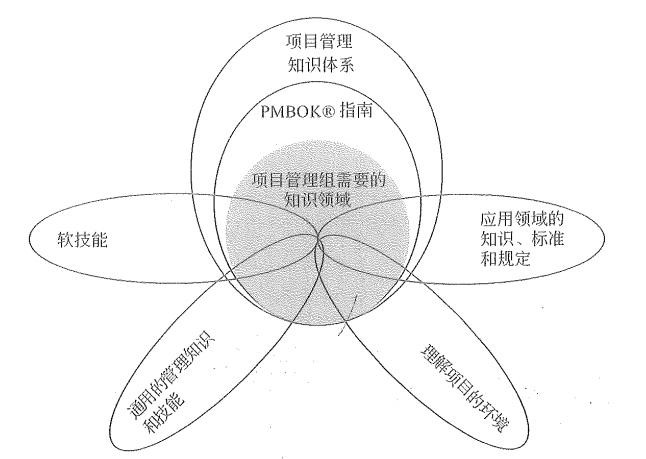 项目管理
知识体系
PMBOK® 指南
项目管理组需要的
知识领域
软技能
应用领域的
知识、标准
和规定
通用的管理知识
和技能
理解项目的环境